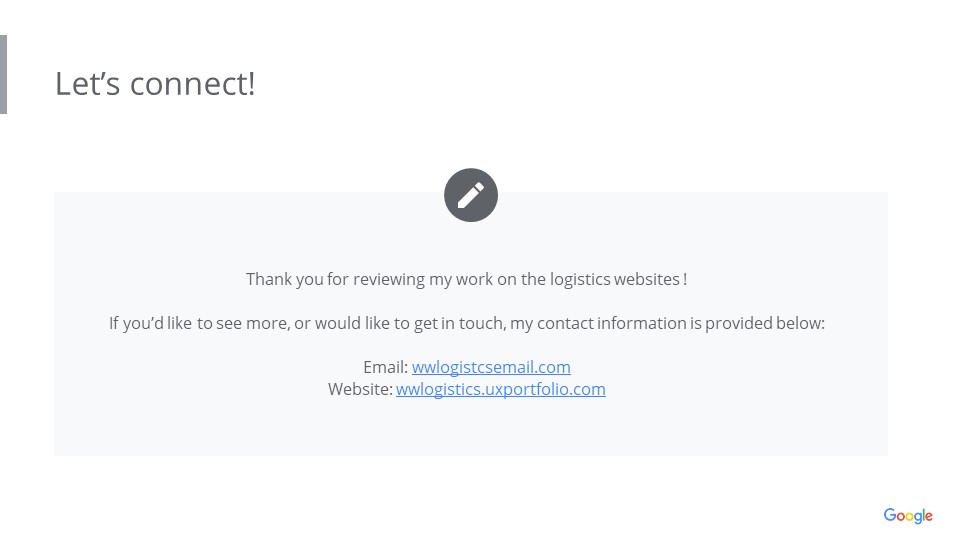 Let’s connect!
Thank you for reviewing my work on the logistics websites !
If you’d like to see more, or would like to get in touch, my contact information is provided below:
Email: wwlogistcsemail.com
Website: wwlogistics.uxportfolio.com
Google